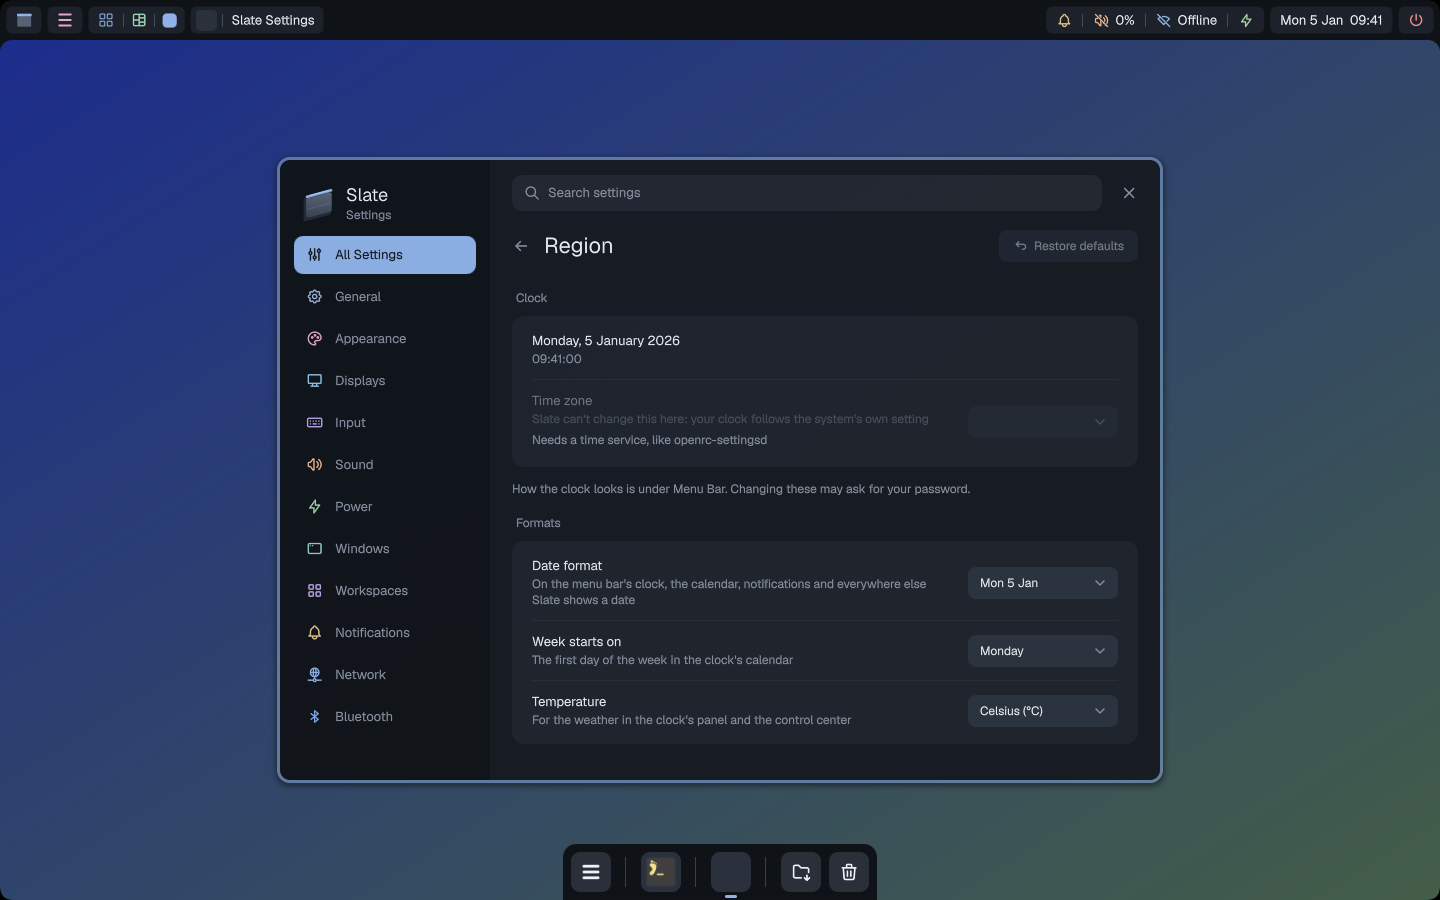 Slate Settings
0%
Offline
Mon 5 Jan 09:41
Slate
Settings
All Settings
General
Appearance
Displays
Input
Sound
Power
Windows
Workspaces
Notifications
Network
Bluetooth
Search settings
Region
Restore defaults
Clock
Monday, 5 January 2026
09:41:00
Time zone
Slate can't change this here: your clock follows the system's own setting
Needs a time service, like openrc-settingsd
How the clock looks is under Menu Bar. Changing these may ask for your password.
Formats
Date format
On the menu bar's clock, the calendar, notifications and everywhere else
Slate shows a date
Mon 5 Jan
Week starts on
The first day of the week in the clock's calendar
Monday
Temperature
For the weather in the clock's panel and the control center
Celsius (°C)